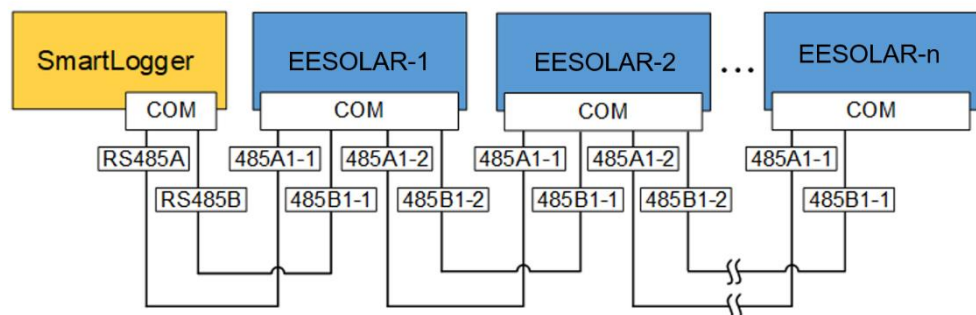 SmartLogger
EESOLAR-1
EESOLAR-2
...
EESOLAR-n
COM
COM
COM
COM
RS485A
485A1-1
485A1-2
485A1-1
485A1-2
485A1-1
RS485B
485B1-1
485B1-2
485B1-1
485B1-2
485B1-1